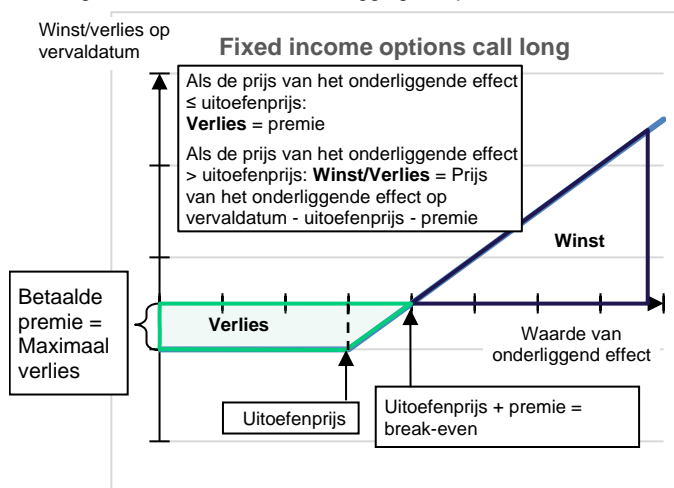 Winst/verlies op
vervaldatum
Fixed income options call long
Als de prijs van het onderliggende effect
≤ uitoefenprijs:
Verlies = premie
Als de prijs van het onderliggende effect
> uitoefenprijs: Winst/Verlies = Prijs
van het onderliggende effect op
vervaldatum - uitoefenprijs - premie
Winst
Betaalde
premie =
Maximaal
verlies
Verlies
Waarde van
onderliggend effect
Uitoefenprijs
Uitoefenprijs + premie =
break-even